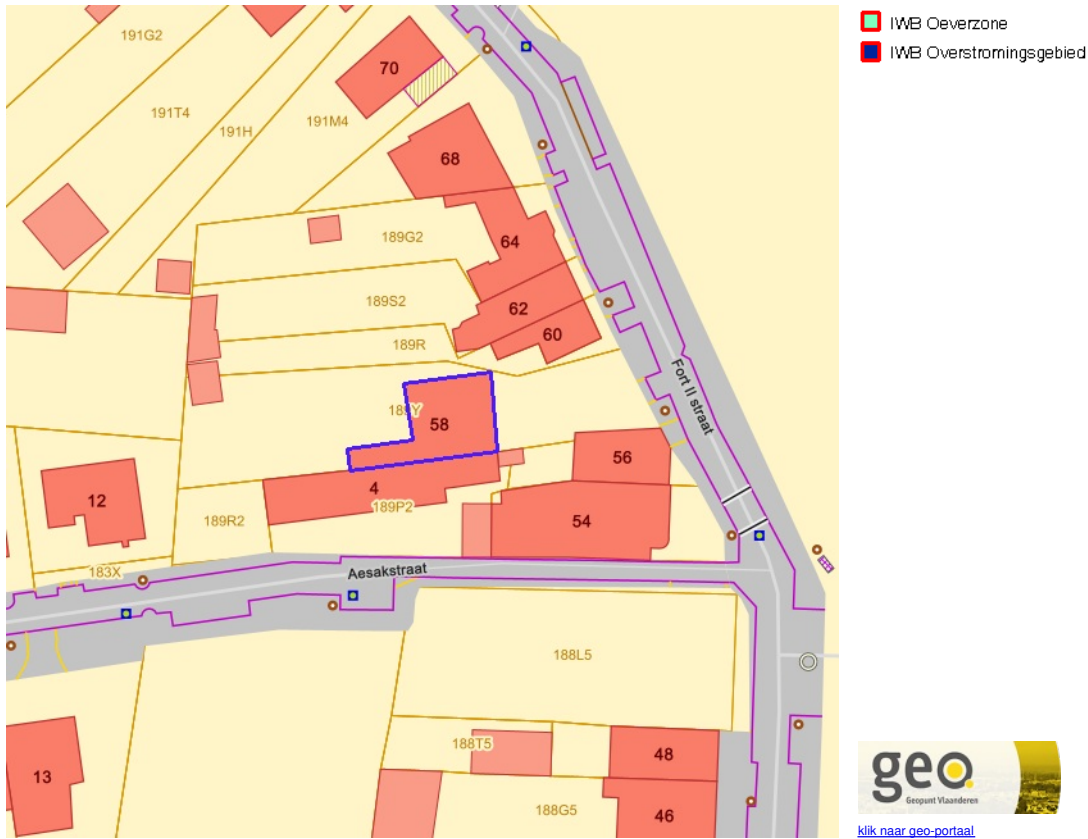 IWB Oeverzone
IWB Overstromingsgebied
191G2
70
191T4
191M4
191H
68
189G2
64
189S2
62
60
189R
Fort II straat
189Y
58
56
12
4
189P2
54
189R2
183X
Aesakstraat
188L5
188T5
48
13
188G5
46
geo.
Geopunt Vlaanderen
klik naar geo-portaal